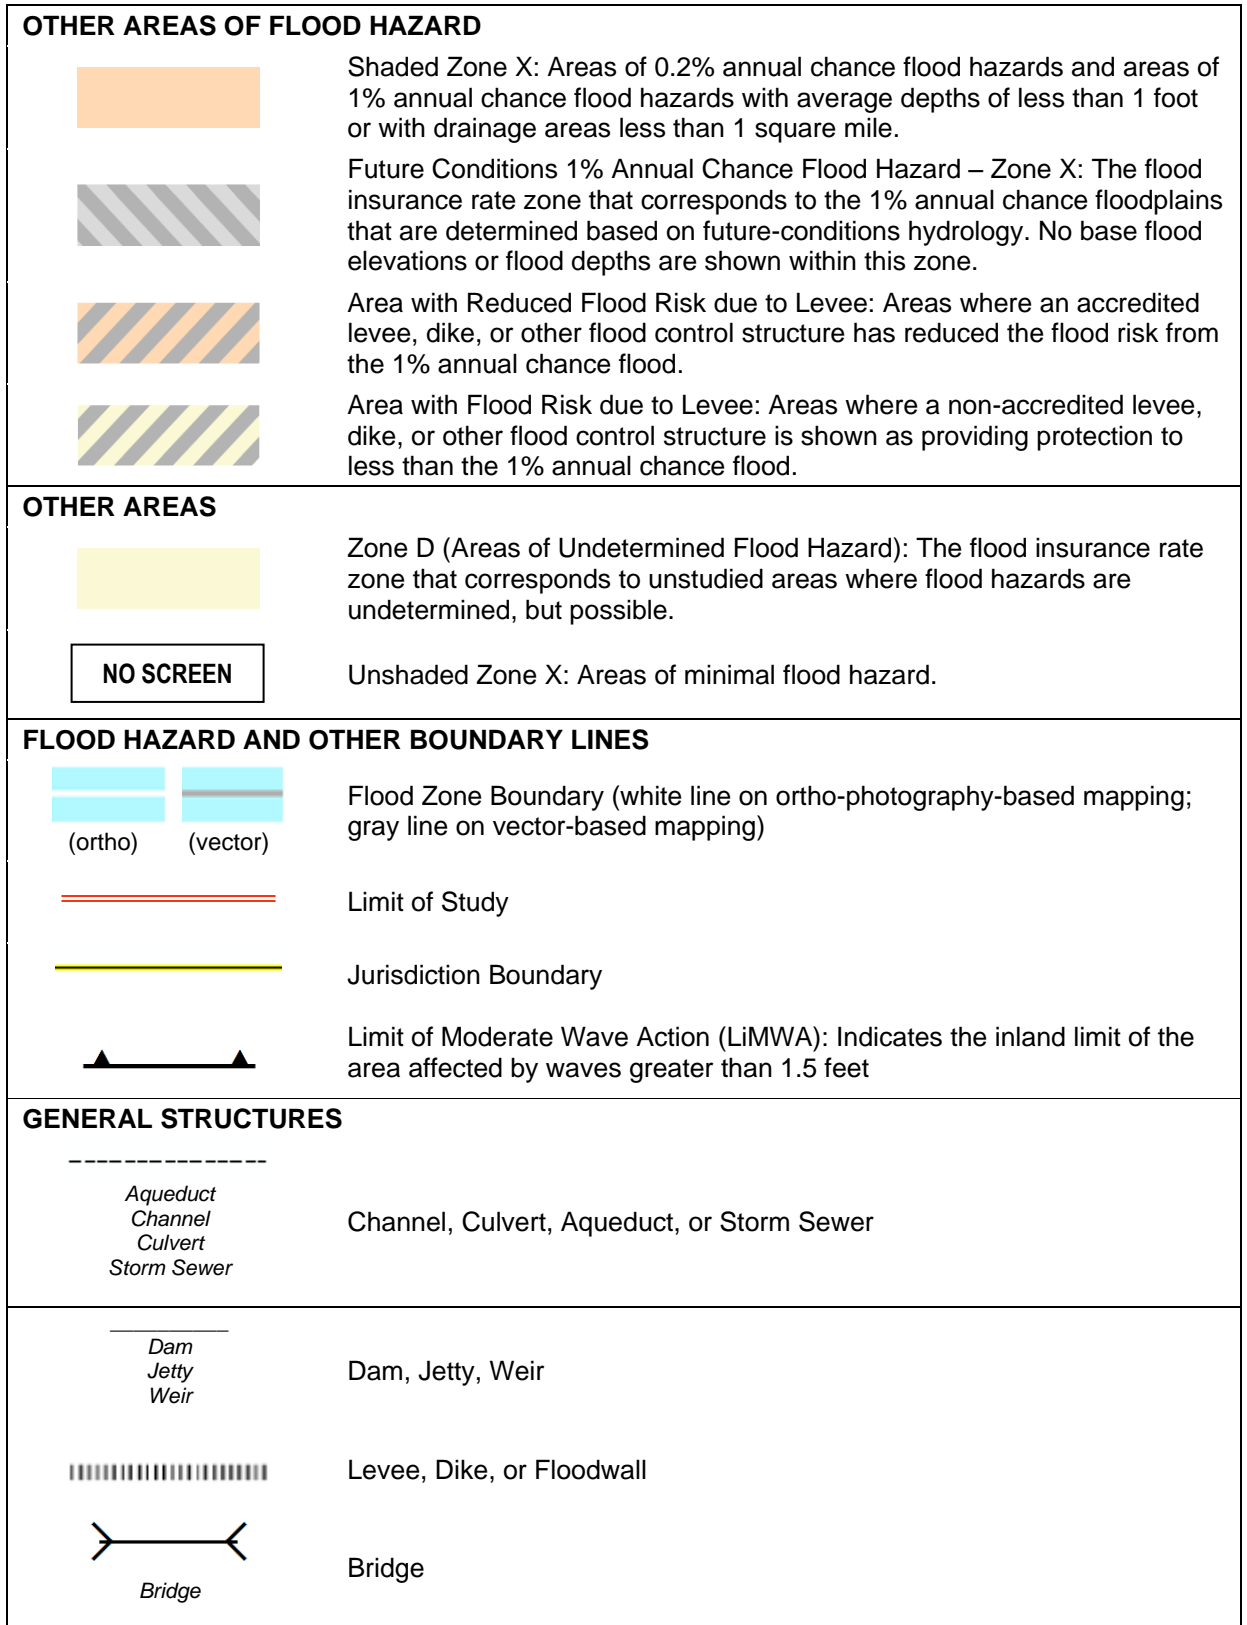 OTHER AREAS OF FLOOD HAZARD
Shaded Zone X: Areas of 0.2% annual chance flood hazards and areas of
1% annual chance flood hazards with average depths of less than 1 foot
or with drainage areas less than 1 square mile.
Future Conditions 1% Annual Chance Flood Hazard – Zone X: The flood
insurance rate zone that corresponds to the 1% annual chance floodplains
that are determined based on future-conditions hydrology. No base flood
elevations or flood depths are shown within this zone.
Area with Reduced Flood Risk due to Levee: Areas where an accredited
levee, dike, or other flood control structure has reduced the flood risk from
the 1% annual chance flood.
Area with Flood Risk due to Levee: Areas where a non-accredited levee,
dike, or other flood control structure is shown as providing protection to
less than the 1% annual chance flood.
OTHER AREAS
Zone D (Areas of Undetermined Flood Hazard): The flood insurance rate
zone that corresponds to unstudied areas where flood hazards are
undetermined, but possible.
NO SCREEN
Unshaded Zone X: Areas of minimal flood hazard.
FLOOD HAZARD AND OTHER BOUNDARY LINES
(ortho) (vector)
Flood Zone Boundary (white line on ortho-photography-based mapping;
gray line on vector-based mapping)
Limit of Study
Jurisdiction Boundary
Limit of Moderate Wave Action (LiMWA): Indicates the inland limit of the
area affected by waves greater than 1.5 feet
GENERAL STRUCTURES
Aqueduct
Channel
Culvert
Storm Sewer
Channel, Culvert, Aqueduct, or Storm Sewer
Dam
Jetty
Weir
Dam, Jetty, Weir
Levee, Dike, or Floodwall
Bridge
Bridge